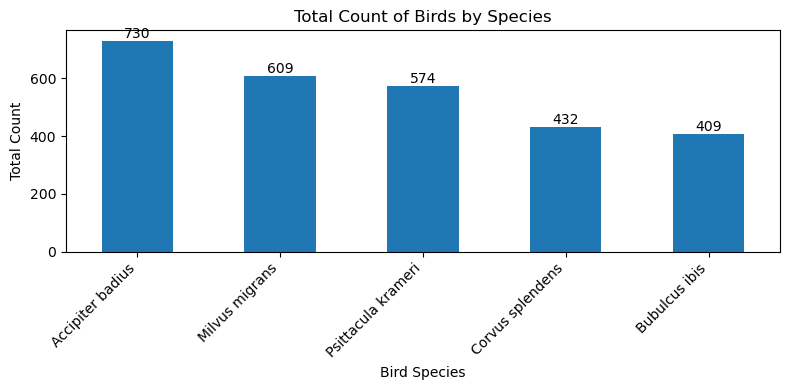 Total Count of Birds by Species
730
609
574
432
409
Total Count
600
400
200
0
Accipiter badius
Milvus migrans
Psittacula krameri
Corvus splendens
Bubulcus ibis
Bird Species